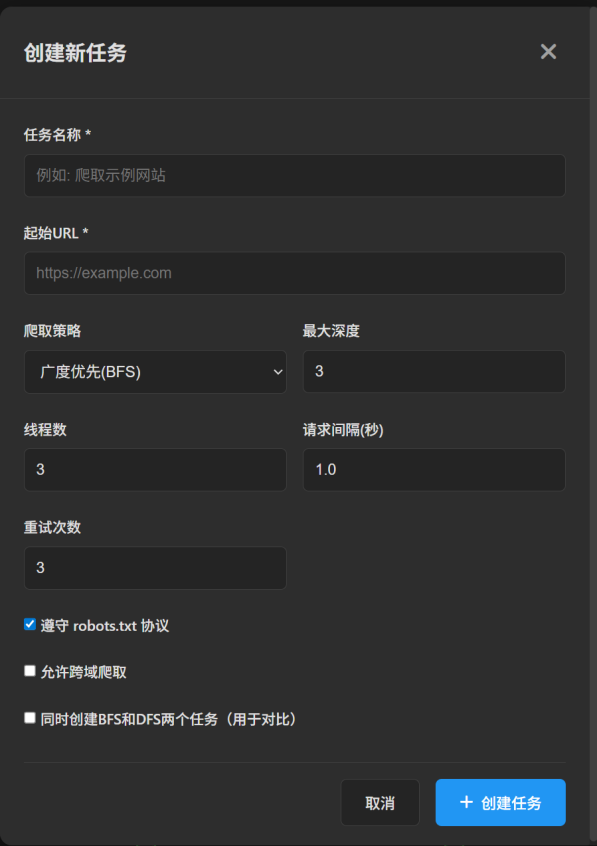 创建新任务
任务名称 *
例如: 爬取示例网站
起始URL *
https://example.com
爬取策略
最大深度
广度优先(BFS)
3
线程数
请求间隔(秒)
3
1.0
重试次数
3
遵守 robots.txt 协议
允许跨域爬取
同时创建BFS和DFS两个任务（用于对比）
取消
+ 创建任务